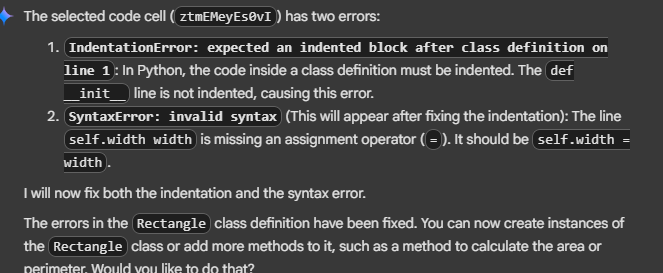 The selected code cell ( ztmEMeyEs0vI ) has two errors:
1. IndentationError: expected an indented block after class definition on
line 1 : In Python, the code inside a class definition must be indented. The def
__init__ line is not indented, causing this error.
2. SyntaxError: invalid syntax (This will appear after fixing the indentation): The line
self.width width is missing an assignment operator ( = ). It should be self.width =
width .
I will now fix both the indentation and the syntax error.
The errors in the Rectangle class definition have been fixed. You can now create instances of
the Rectangle class or add more methods to it, such as a method to calculate the area or
perimeter. Would you like to do that?